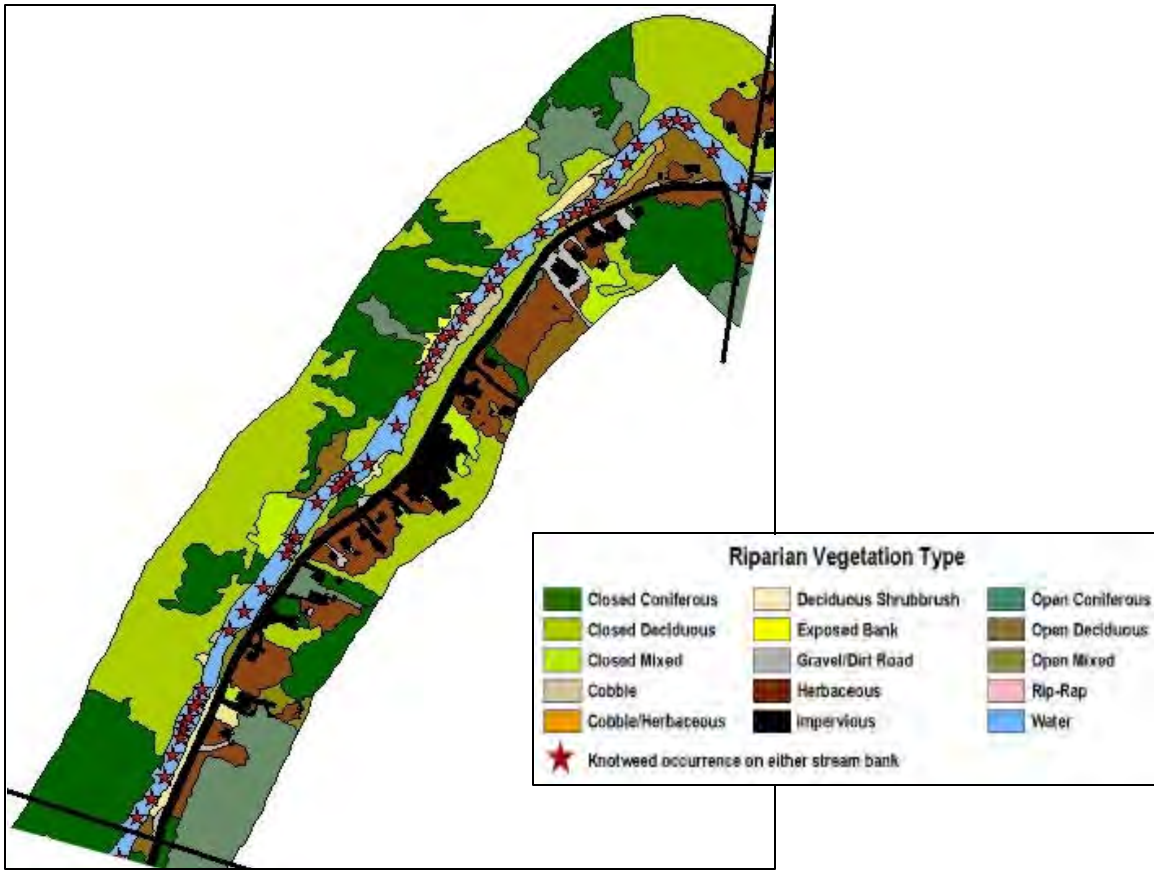 Riparian Vegetation Type
Closed Coniferous
Closed Deciduous
Closed Mixed
Cobble
Cobble/Herbaceous
Deciduous Shrubbrush
Exposed Bank
Gravel/Dirt Road
Herbaceous
Impervious
Open Coniferous
Open Deciduous
Open Mixed
Rip-Rap
Water
Knotweed occurrence on either stream bank